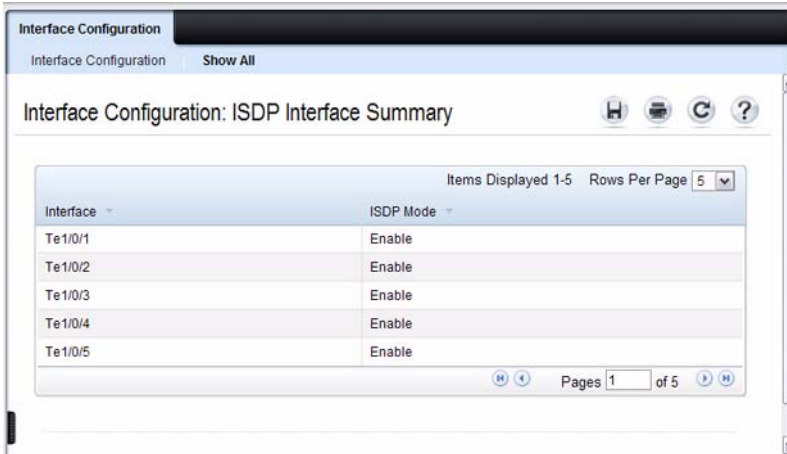 Interface Configuration
Interface Configuration Show All
Interface Configuration: ISDP Interface Summary
Items Displayed 1-5 Rows Per Page 5
Interface ISDP Mode
Te1/0/1 Enable
Te1/0/2 Enable
Te1/0/3 Enable
Te1/0/4 Enable
Te1/0/5 Enable
Pages 1 of 5